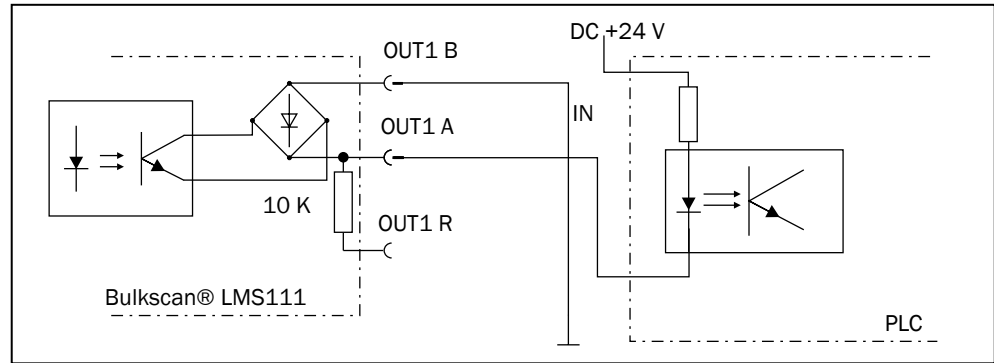 OUT1 B
DC +24 V
IN
OUT1 A
10 K
OUT1 R
Bulkscan® LMS111
PLC